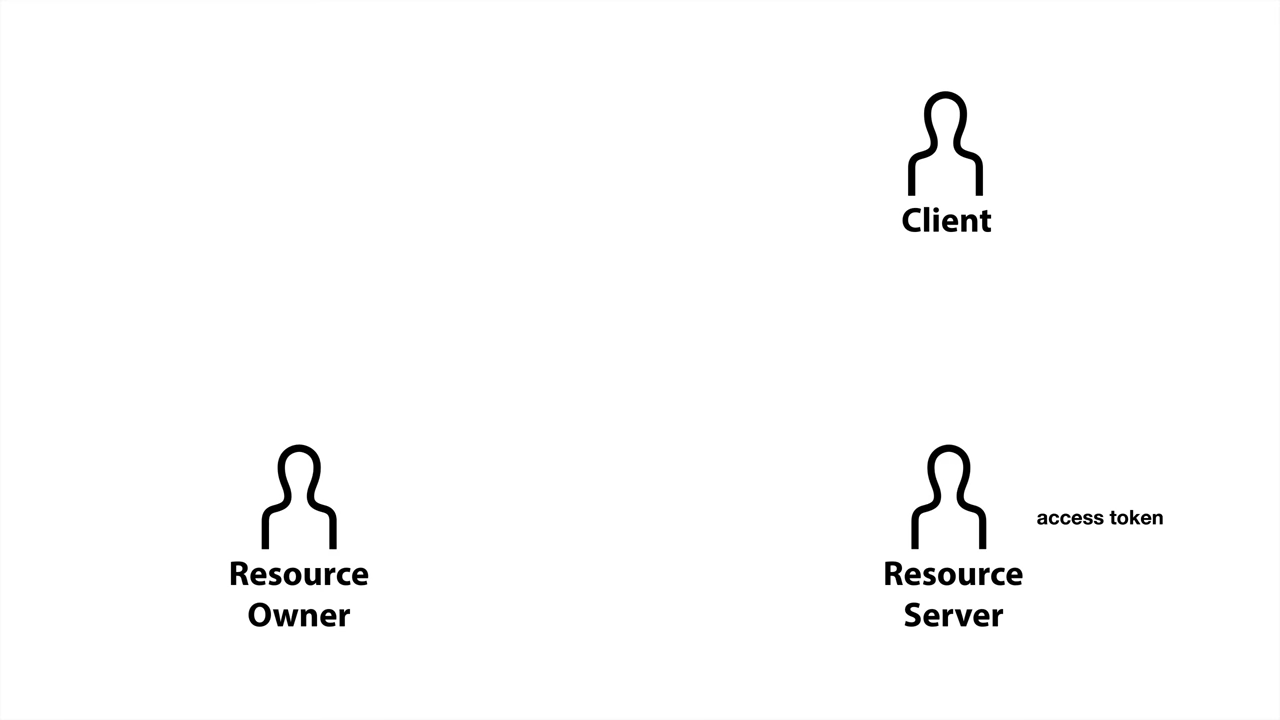 Client
access token
Resource
Owner
Resource
Server